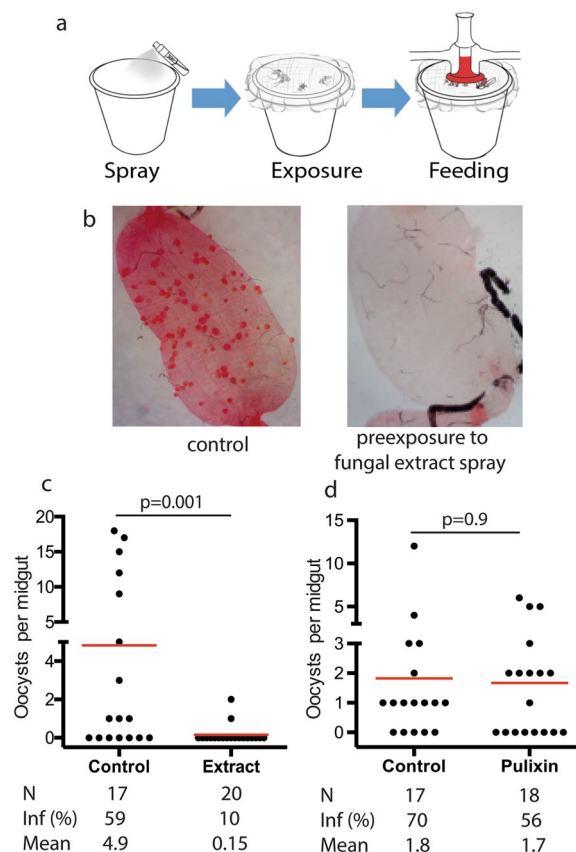 a
Spray
Exposure
Feeding
b
control
preexposure to
fungal extract spray
c
p=0.001
20
15
10
5
4
2
0
Oocysts per midgut
Control
Extract
N 17 20
Inf (%) 59 10
Mean 4.9 0.15
d
p=0.9
15
10
5
3
2
1
0
Oocysts per midgut
Control
Pulixin
N 17 18
Inf (%) 70 56
Mean 1.8 1.7